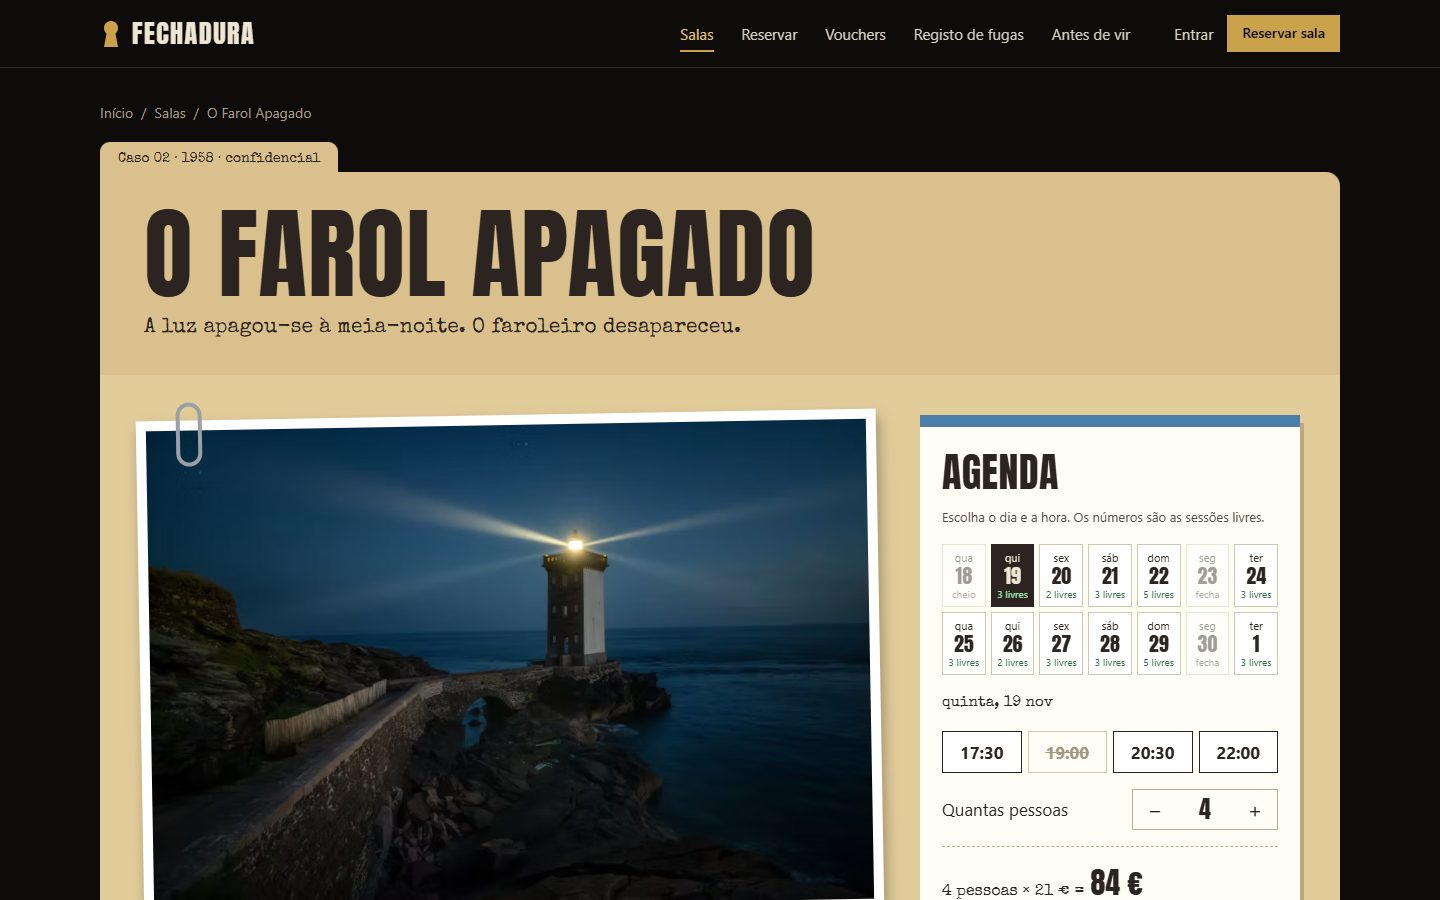 FECHADURA
Salas Reservar Vouchers Registo de fugas Antes de vir Entrar Reservar sala
Início / Salas / O Farol Apagado
Caso 02 · 1958 · confidencial
O FAROL APAGADO
A luz apagou-se à meia-noite. O faroleiro desapareceu.
AGENDA
Escolha o dia e a hora. Os números são as sessões livres.
qua qui sex sáb dom seg ter
18 19 20 21 22 23 24
cheio 3 livres 2 livres 3 livres 5 livres fecha 3 livres
qua qui sex sáb dom seg ter
25 26 27 28 29 30 1
3 livres 2 livres 3 livres 3 livres 5 livres fecha 3 livres
quinta, 19 nov
17:30 19:00 20:30 22:00
Quantas pessoas − 4 +
4 pessoas × 21 € = 84 €